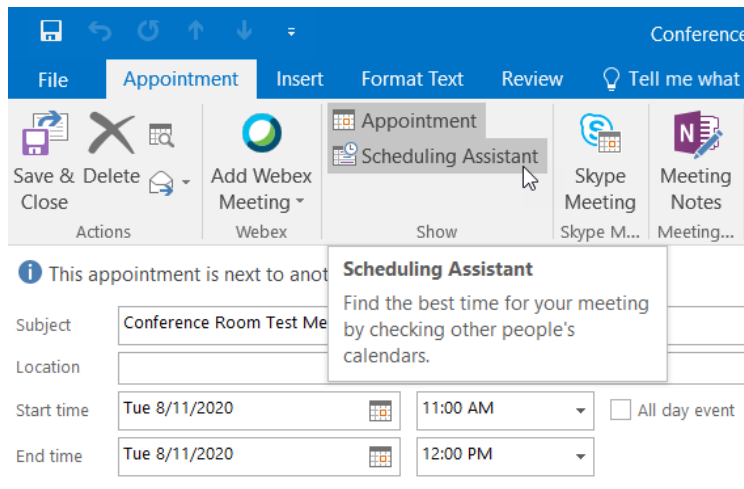 Conference
File Appointment Insert Format Text Review Tell me what
Appointment
Scheduling Assistant
Save & Close
Delete
Add Webex Meeting
Skype Meeting
Meeting Notes
Actions Webex Show Skype M... Meeting...
This appointment is next to anot
Scheduling Assistant
Find the best time for your meeting
by checking other people's
calendars.
Subject Conference Room Test Me
Location
Start time Tue 8/11/2020 11:00 AM All day event
End time Tue 8/11/2020 12:00 PM